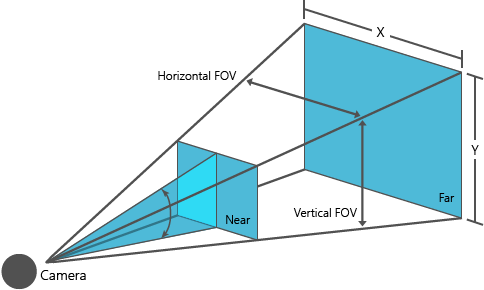 X
Horizontal FOV
Y
Far
Near
Vertical FOV
Camera